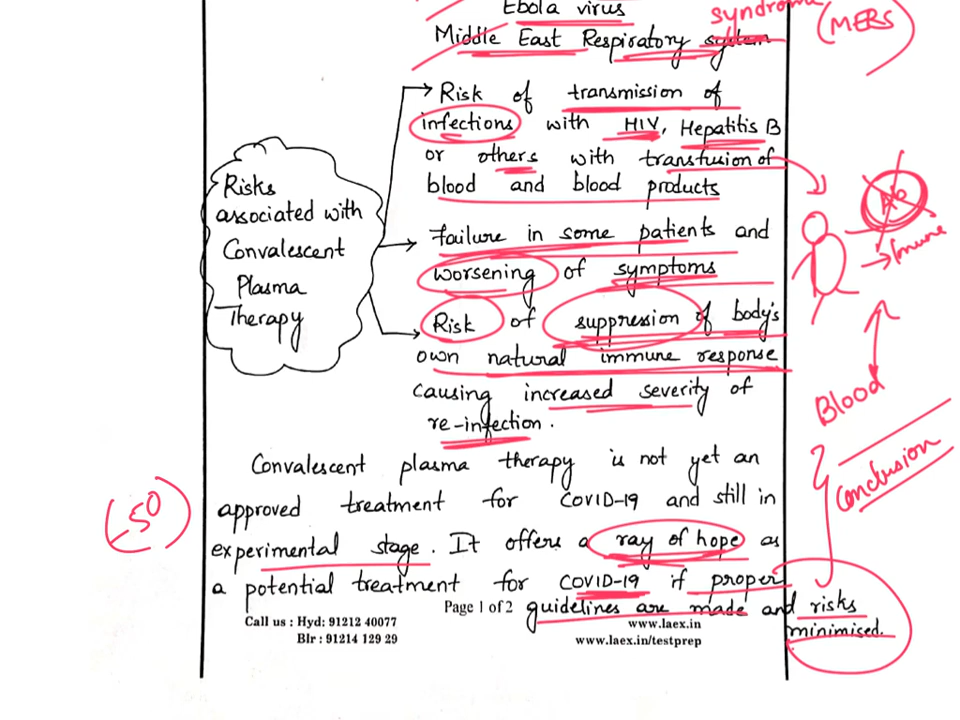 Ebola virus
syndrome
Middle East Respiratory system
(MERS)
Risk of transmission of
infections with HIV, Hepatitis B
or others with transfusion of
blood and blood products
Risks
associated with
Convalescent
Plasma
Therapy
failure in some patients and
worsening of symptoms
Risk of suppression of body's
own natural immune response
causing increased severity of
re-infection.
Immune
Blood
Conclusion
Convalescent plasma therapy is not yet an
approved treatment for COVID-19 and still in
experimental stage. It offers a ray of hope as
a potential treatment for COVID-19 if proper
guidelines are made and risks
minimised.
50
Page 1 of 2
Call us : Hyd: 91212 40077
Blr : 91214 129 29
www.laex.in
www.laex.in/testprep